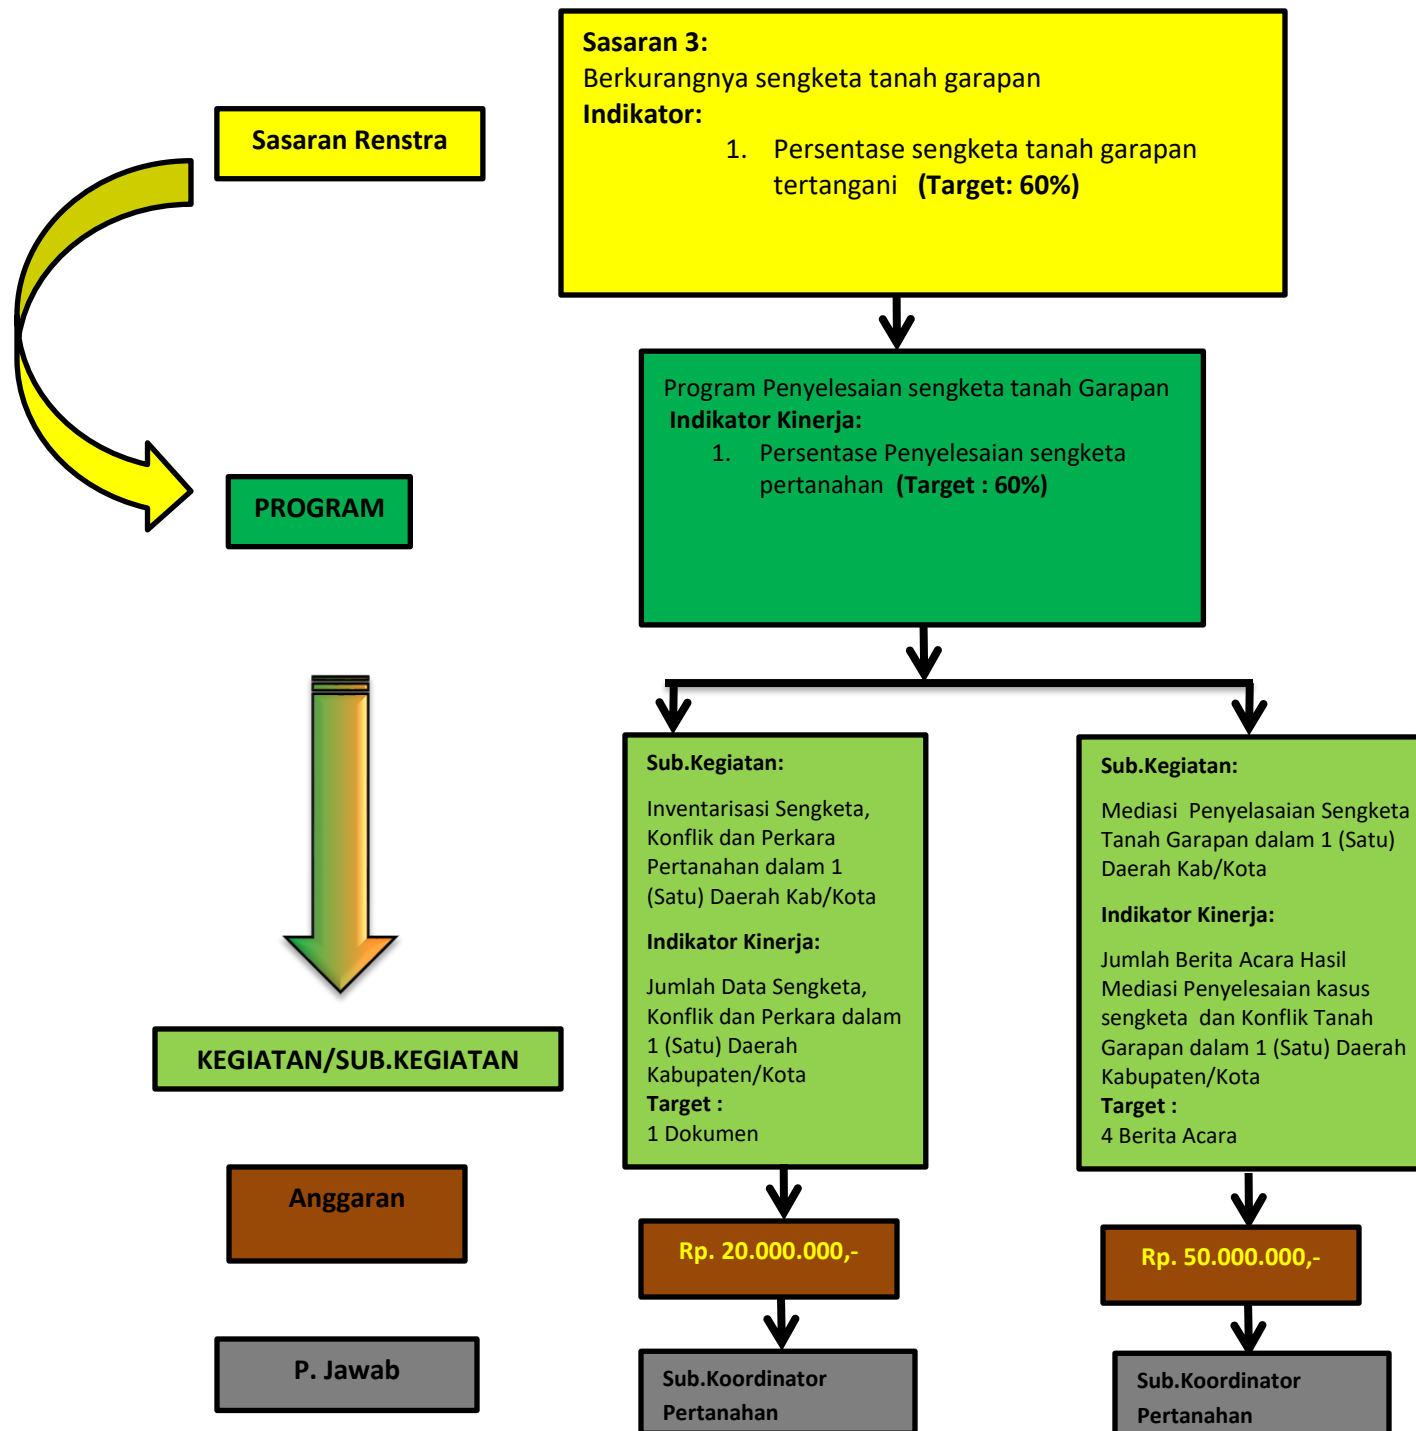 Sasaran 3:
Berkurangnya sengketa tanah garapan
Indikator:
1. Persentase sengketa tanah garapan
tertangani (Target: 60%)
Sasaran Renstra
Program Penyelesaian sengketa tanah Garapan
Indikator Kinerja:
1. Persentase Penyelesaian sengketa
pertanahan (Target : 60%)
PROGRAM
Sub.Kegiatan:
Inventarisasi Sengketa,
Konflik dan Perkara
Pertanahan dalam 1
(Satu) Daerah Kab/Kota
Indikator Kinerja:
Jumlah Data Sengketa,
Konflik dan Perkara dalam
1 (Satu) Daerah
Kabupaten/Kota
Target :
1 Dokumen
Sub.Kegiatan:
Mediasi Penyelasaian Sengketa
Tanah Garapan dalam 1 (Satu)
Daerah Kab/Kota
Indikator Kinerja:
Jumlah Berita Acara Hasil
Mediasi Penyelesaian kasus
sengketa dan Konflik Tanah
Garapan dalam 1 (Satu) Daerah
Kabupaten/Kota
Target :
4 Berita Acara
KEGIATAN/SUB.KEGIATAN
Anggaran
Rp. 20.000.000,-
Rp. 50.000.000,-
P. Jawab
Sub.Koordinator
Pertanahan
Sub.Koordinator
Pertanahan